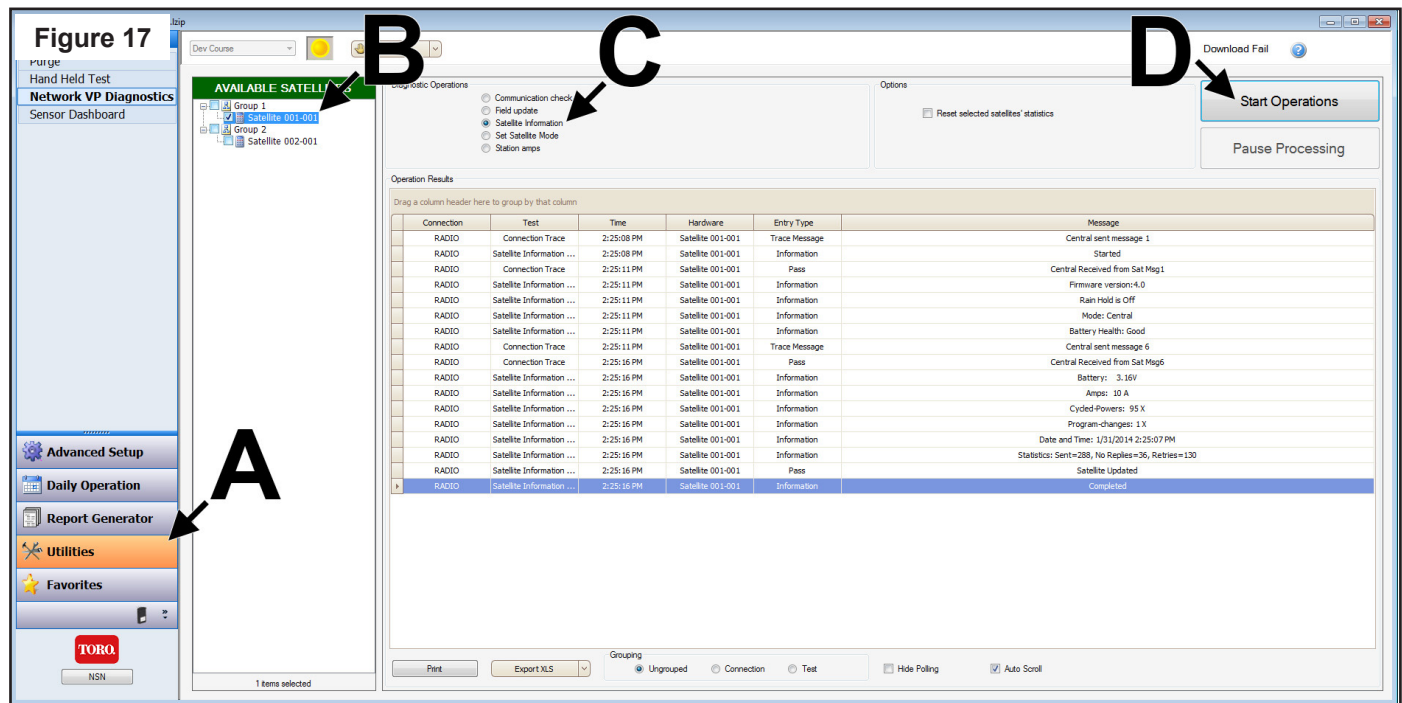 Figure 17
.lzip
Purge
Hand Held Test
Network VP Diagnostics
Sensor Dashboard
Dev Course
Download Fail
A
B
C
D
AVAILABLE SATELLITES
Group 1
Satellite 001-001
Group 2
Satellite 002-001
1 items selected
Diagnostic Operations
Communication check
Field update
Satellite Information
Set Satellite Mode
Station amps
Options
Reset selected satellites' statistics
Start Operations
Pause Processing
Operation Results
Drag a column header here to group by that column
Connection Test Time Hardware Entry Type Message
RADIO Connection Trace 2:25:08 PM Satellite 001-001 Trace Message Central sent message 1
RADIO Satellite Information ... 2:25:08 PM Satellite 001-001 Information Started
RADIO Connection Trace 2:25:11 PM Satellite 001-001 Pass Central Received from Sat Msg1
RADIO Satellite Information ... 2:25:11 PM Satellite 001-001 Information Firmware version:4.0
RADIO Satellite Information ... 2:25:11 PM Satellite 001-001 Information Rain Hold is Off
RADIO Satellite Information ... 2:25:11 PM Satellite 001-001 Information Mode: Central
RADIO Satellite Information ... 2:25:11 PM Satellite 001-001 Information Battery Health: Good
RADIO Connection Trace 2:25:11 PM Satellite 001-001 Trace Message Central sent message 6
RADIO Connection Trace 2:25:16 PM Satellite 001-001 Pass Central Received from Sat Msg6
RADIO Satellite Information ... 2:25:16 PM Satellite 001-001 Information Battery: 3.16V
RADIO Satellite Information ... 2:25:16 PM Satellite 001-001 Information Amps: 10 A
RADIO Satellite Information ... 2:25:16 PM Satellite 001-001 Information Cycled-Powers: 95 X
RADIO Satellite Information ... 2:25:16 PM Satellite 001-001 Information Program-changes: 1 X
RADIO Satellite Information ... 2:25:16 PM Satellite 001-001 Information Date and Time: 1/31/2014 2:25:07 PM
RADIO Satellite Information ... 2:25:16 PM Satellite 001-001 Information Statistics: Sent=288, No Replies=36, Retries=130
RADIO Satellite Information ... 2:25:16 PM Satellite 001-001 Pass Satellite Updated
RADIO Satellite Information ... 2:25:16 PM Satellite 001-001 Information Completed
Advanced Setup
Daily Operation
Report Generator
Utilities
Favorites
TORO.
NSN
Print
Export XLS
Grouping
Ungrouped
Connection
Test
Hide Polling
Auto Scroll